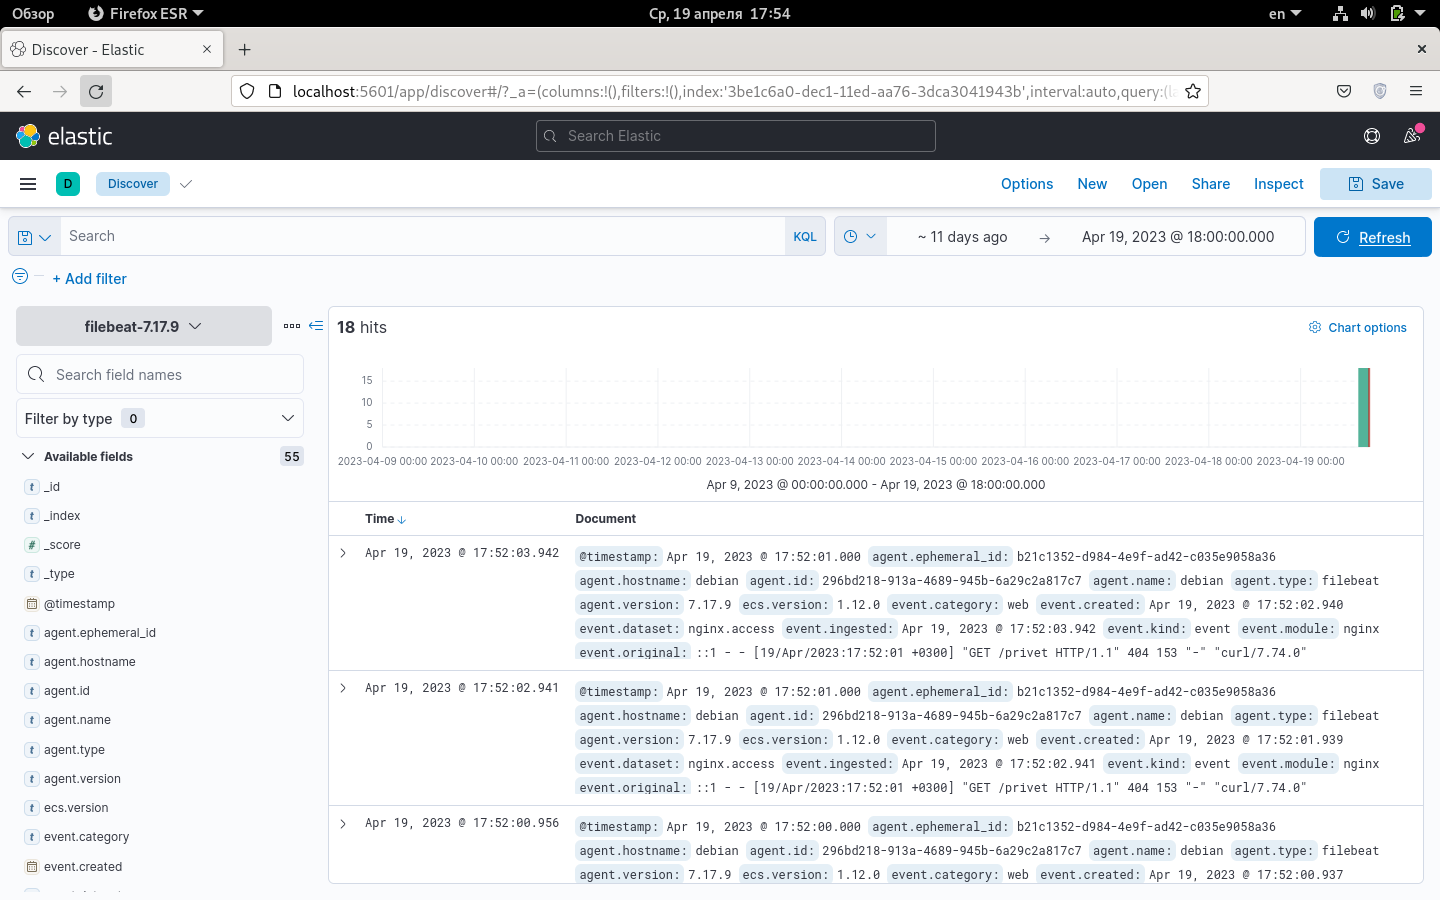 Обзор Firefox ESR Ср, 19 апреля 17:54 en
Discover - Elastic
localhost:5601/app/discover#/?_a=(columns:!(),filters:!(),index:'3be1c6a0-dec1-11ed-aa76-3dca3041943b',interval:auto,query:(la
elastic Search Elastic
D Discover Options New Open Share Inspect Save
Search KQL ~ 11 days ago → Apr 19, 2023 @ 18:00:00.000 Refresh
+ Add filter
filebeat-7.17.9
18 hits Chart options
Search field names
Filter by type 0
Available fields 55
_id
_index
_score
_type
@timestamp
agent.ephemeral_id
agent.hostname
agent.id
agent.name
agent.type
agent.version
ecs.version
event.category
event.created
15
10
5
0
2023-04-09 00:00 2023-04-10 00:00 2023-04-11 00:00 2023-04-12 00:00 2023-04-13 00:00 2023-04-14 00:00 2023-04-15 00:00 2023-04-16 00:00 2023-04-17 00:00 2023-04-18 00:00 2023-04-19 00:00
Apr 9, 2023 @ 00:00:00.000 - Apr 19, 2023 @ 18:00:00.000
Time Document
Apr 19, 2023 @ 17:52:03.942 @timestamp: Apr 19, 2023 @ 17:52:01.000 agent.ephemeral_id: b21c1352-d984-4e9f-ad42-c035e9058a36
agent.hostname: debian agent.id: 296bd218-913a-4689-945b-6a29c2a817c7 agent.name: debian agent.type: filebeat
agent.version: 7.17.9 ecs.version: 1.12.0 event.category: web event.created: Apr 19, 2023 @ 17:52:02.940
event.dataset: nginx.access event.ingested: Apr 19, 2023 @ 17:52:03.942 event.kind: event event.module: nginx
event.original: ::1 - - [19/Apr/2023:17:52:01 +0300] "GET /privet HTTP/1.1" 404 153 "-" "curl/7.74.0"
Apr 19, 2023 @ 17:52:02.941 @timestamp: Apr 19, 2023 @ 17:52:01.000 agent.ephemeral_id: b21c1352-d984-4e9f-ad42-c035e9058a36
agent.hostname: debian agent.id: 296bd218-913a-4689-945b-6a29c2a817c7 agent.name: debian agent.type: filebeat
agent.version: 7.17.9 ecs.version: 1.12.0 event.category: web event.created: Apr 19, 2023 @ 17:52:01.939
event.dataset: nginx.access event.ingested: Apr 19, 2023 @ 17:52:02.941 event.kind: event event.module: nginx
event.original: ::1 - - [19/Apr/2023:17:52:01 +0300] "GET /privet HTTP/1.1" 404 153 "-" "curl/7.74.0"
Apr 19, 2023 @ 17:52:00.956 @timestamp: Apr 19, 2023 @ 17:52:00.000 agent.ephemeral_id: b21c1352-d984-4e9f-ad42-c035e9058a36
agent.hostname: debian agent.id: 296bd218-913a-4689-945b-6a29c2a817c7 agent.name: debian agent.type: filebeat
agent.version: 7.17.9 ecs.version: 1.12.0 event.category: web event.created: Apr 19, 2023 @ 17:52:00.937